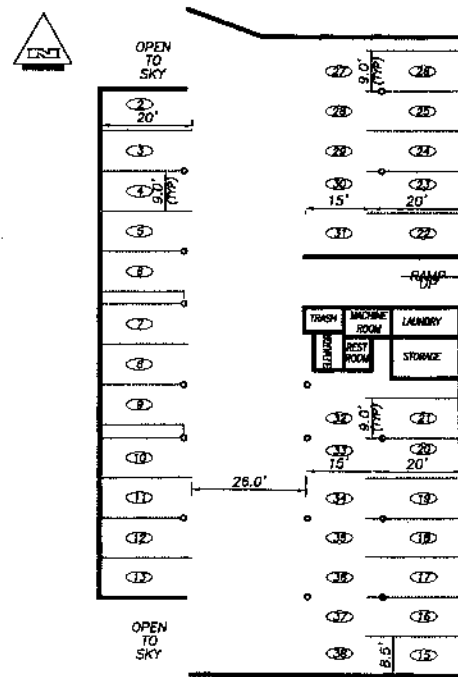 N
OPEN
TO
SKY
2
20'
3
4
9.0'
(TYP)
5
6
7
8
9
10
11
12
13
OPEN
TO
SKY
26.0'
27
9.0'
(TYP)
26
28
25
29
24
30
23
15'
20'
31
22
RAMP
UP
TRASH
MACHINE
ROOM
LAUNDRY
ELEVATOR
REST
ROOM
STORAGE
32
9.0'
(TYP)
21
33
20
15'
20'
34
19
35
18
36
17
37
16
38
8.5'
15